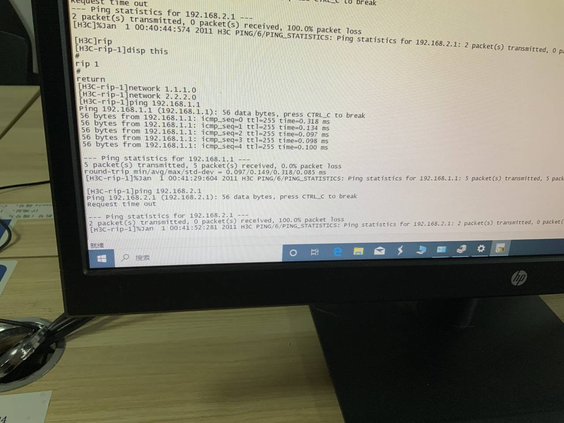 Request time out
--- Ping statistics for 192.168.2.1 ---
2 packet(s) transmitted, 0 packet(s) received, 100.0% packet loss
[H3C]%Jan 1 00:40:44:574 2011 H3C PING/6/PING_STATISTICS: Ping statistics for 192.168.2.1: 2 packet(s) transmitted, 0 p
[H3C]rip
[H3C-rip-1]disp this
#
rip 1
#
return
[H3C-rip-1]network 1.1.1.0
[H3C-rip-1]network 2.2.2.0
[H3C-rip-1]ping 192.168.1.1
Ping 192.168.1.1 (192.168.1.1): 56 data bytes, press CTRL_C to break
56 bytes from 192.168.1.1: icmp_seq=0 ttl=255 time=0.318 ms
56 bytes from 192.168.1.1: icmp_seq=1 ttl=255 time=0.134 ms
56 bytes from 192.168.1.1: icmp_seq=2 ttl=255 time=0.097 ms
56 bytes from 192.168.1.1: icmp_seq=3 ttl=255 time=0.098 ms
56 bytes from 192.168.1.1: icmp_seq=4 ttl=255 time=0.100 ms
--- Ping statistics for 192.168.1.1 ---
5 packet(s) transmitted, 5 packet(s) received, 0.0% packet loss
round-trip min/avg/max/std-dev = 0.097/0.149/0.318/0.085 ms
[H3C-rip-1]%Jan 1 00:41:29:604 2011 H3C PING/6/PING_STATISTICS: Ping statistics for 192.168.1.1: 5 packet(s) transmitted, 5 pack
[H3C-rip-1]ping 192.168.2.1
Ping 192.168.2.1 (192.168.2.1): 56 data bytes, press CTRL_C to break
Request time out
--- Ping statistics for 192.168.2.1 ---
2 packet(s) transmitted, 0 packet(s) received, 100.0% packet loss
[H3C-rip-1]%Jan 1 00:41:52:281 2011 H3C PING/6/PING_STATISTICS: Ping statistics for 192.168.2.1: 2 packet(s) transmitted, 0 packet(
就绪
搜索
hp